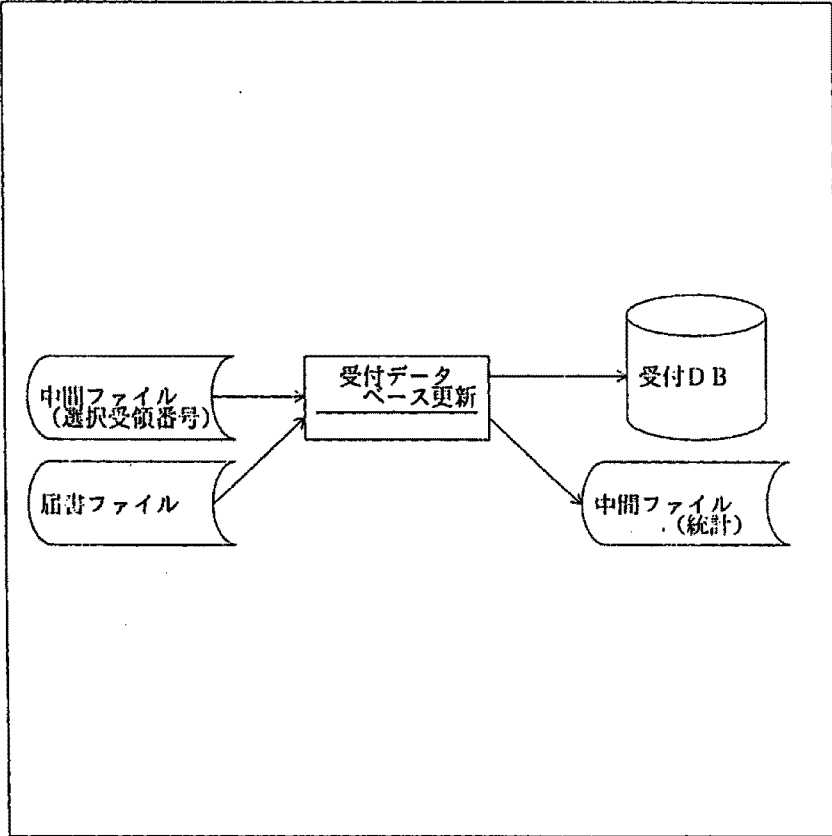 中間ファイル
(選択受領番号)
届書ファイル
受付データ
ベース更新
受付DB
中間ファイル
(統計)